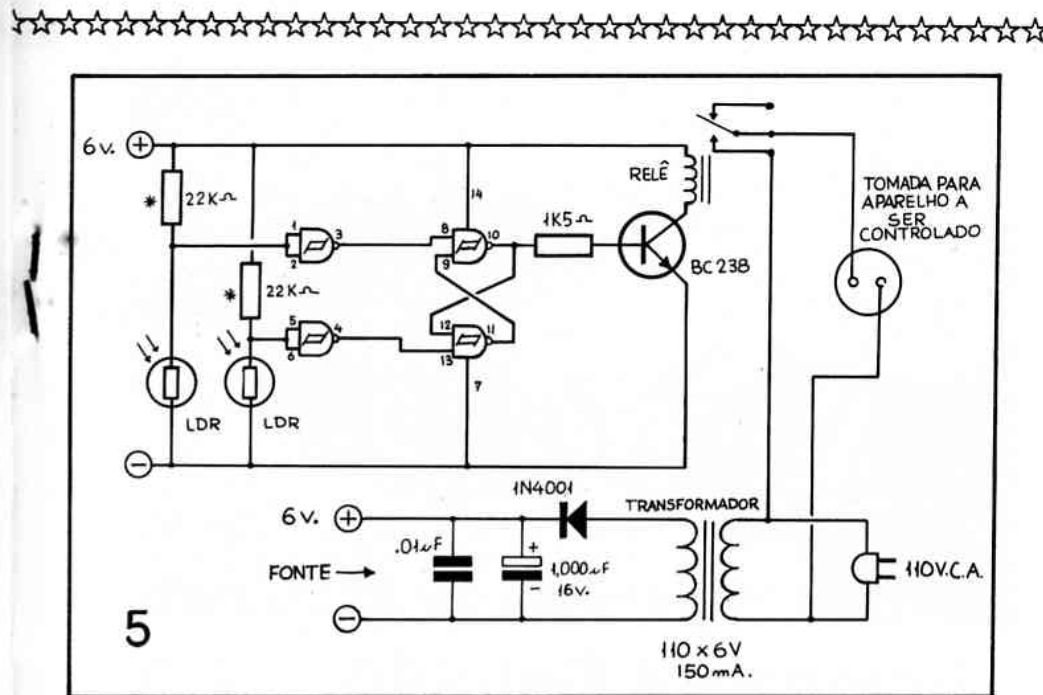 6v.
+
*
22KΩ
*
22KΩ
LDR
LDR
1
2
3
5
6
4
14
8
9
10
12
13
11
7
1K5Ω
RELÊ
BC238
TOMADA PARA
APARELHO A
SER
CONTROLADO
−
1N4001
TRANSFORMADOR
6v.
+
.01uF
+
1,000uF
−
16v.
FONTE →
110V.C.A.
−
5
110 x 6V
150mA.